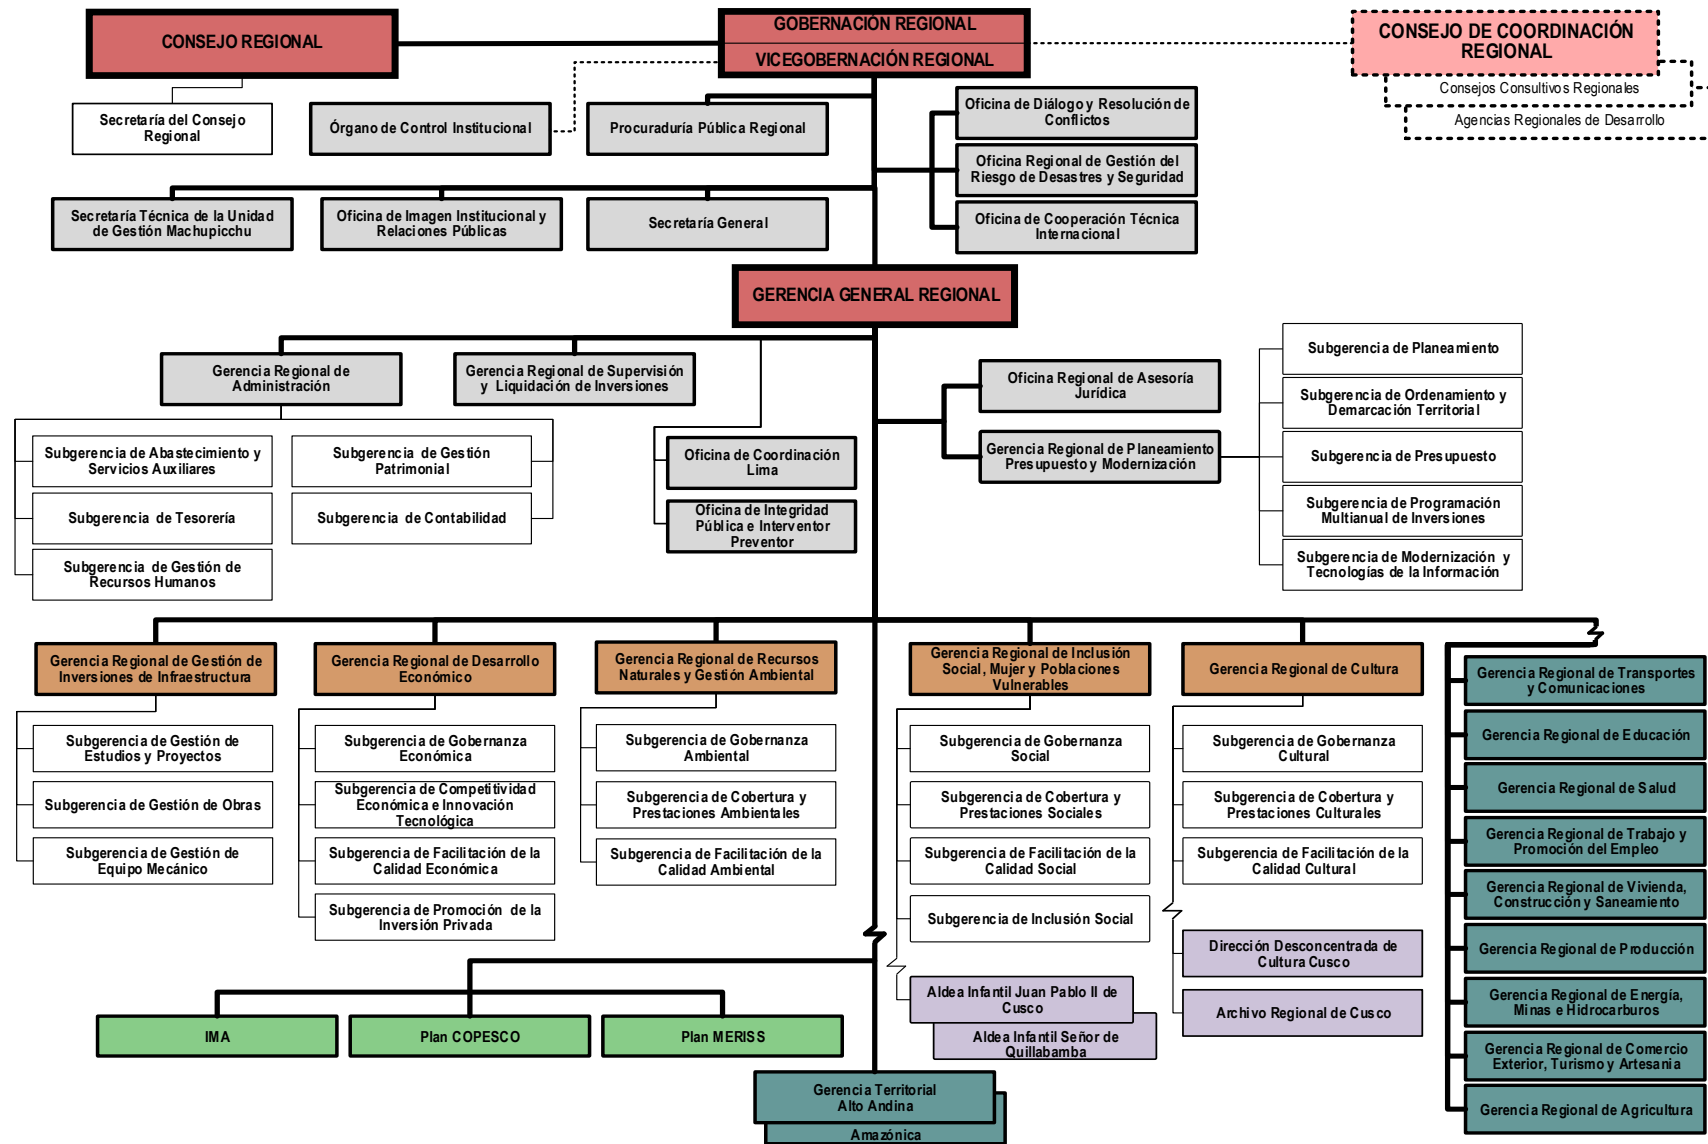 CONSEJO REGIONAL
GOBERNACIÓN REGIONAL
VICEGOBERNACIÓN REGIONAL
CONSEJO DE COORDINACIÓN
REGIONAL
Consejos Consultivos Regionales
Agencias Regionales de Desarrollo
Secretaría del Consejo
Regional
Órgano de Control Institucional
Procuraduría Pública Regional
Oficina de Diálogo y Resolución de
Conflictos
Oficina Regional de Gestión del
Riesgo de Desastres y Seguridad
Oficina de Cooperación Técnica
Internacional
Secretaría Técnica de la Unidad
de Gestión Machupicchu
Oficina de Imagen Institucional y
Relaciones Públicas
Secretaría General
GERENCIA GENERAL REGIONAL
Gerencia Regional de
Administración
Gerencia Regional de Supervisión
y Liquidación de Inversiones
Oficina Regional de Asesoría
Jurídica
Gerencia Regional de Planeamiento
Presupuesto y Modernización
Subgerencia de Planeamiento
Subgerencia de Ordenamiento y
Demarcación Territorial
Subgerencia de Presupuesto
Subgerencia de Programación
Multianual de Inversiones
Subgerencia de Modernización y
Tecnologías de la Información
Subgerencia de Abastecimiento y
Servicios Auxiliares
Subgerencia de Gestión
Patrimonial
Subgerencia de Tesorería
Subgerencia de Contabilidad
Subgerencia de Gestión de
Recursos Humanos
Oficina de Coordinación
Lima
Oficina de Integridad
Pública e Interventor
Preventor
Gerencia Regional de Gestión de
Inversiones de Infraestructura
Subgerencia de Gestión de
Estudios y Proyectos
Subgerencia de Gestión de Obras
Subgerencia de Gestión de
Equipo Mecánico
Gerencia Regional de Desarrollo
Económico
Subgerencia de Gobernanza
Económica
Subgerencia de Competitividad
Económica e Innovación
Tecnológica
Subgerencia de Facilitación de la
Calidad Económica
Subgerencia de Promoción de la
Inversión Privada
Gerencia Regional de Recursos
Naturales y Gestión Ambiental
Subgerencia de Gobernanza
Ambiental
Subgerencia de Cobertura y
Prestaciones Ambientales
Subgerencia de Facilitación de la
Calidad Ambiental
Gerencia Regional de Inclusión
Social, Mujer y Poblaciones
Vulnerables
Subgerencia de Gobernanza
Social
Subgerencia de Cobertura y
Prestaciones Sociales
Subgerencia de Facilitación de la
Calidad Social
Subgerencia de Inclusión Social
Aldea Infantil Juan Pablo II de
Cusco
Aldea Infantil Señor de
Quillabamba
Gerencia Regional de Cultura
Subgerencia de Gobernanza
Cultural
Subgerencia de Cobertura y
Prestaciones Culturales
Subgerencia de Facilitación de la
Calidad Cultural
Dirección Desconcentrada de
Cultura Cusco
Archivo Regional de Cusco
Gerencia Regional de Transportes
y Comunicaciones
Gerencia Regional de Educación
Gerencia Regional de Salud
Gerencia Regional de Trabajo y
Promoción del Empleo
Gerencia Regional de Vivienda,
Construcción y Saneamiento
Gerencia Regional de Producción
Gerencia Regional de Energía,
Minas e Hidrocarburos
Gerencia Regional de Comercio
Exterior, Turismo y Artesania
Gerencia Regional de Agricultura
IMA
Plan COPESCO
Plan MERISS
Gerencia Territorial
Alto Andina
Amazónica